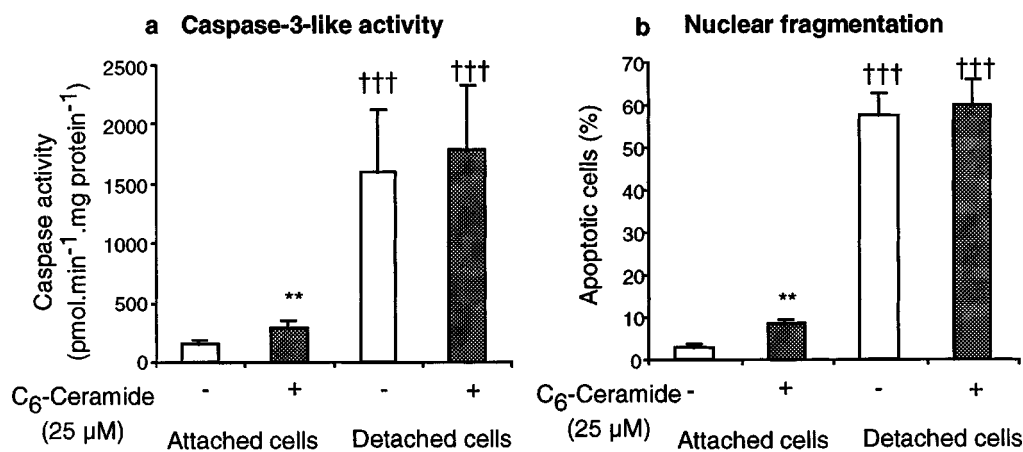 a Caspase-3-like activity
Caspase activity
(pmol.min⁻¹.mg protein⁻¹)
2500
2000
1500
1000
500
0
**
†††
†††
C₆-Ceramide - + - +
(25 µM)
Attached cells Detached cells
b Nuclear fragmentation
Apoptotic cells (%)
70
60
50
40
30
20
10
0
**
†††
†††
C₆-Ceramide - + - +
(25 µM)
Attached cells Detached cells